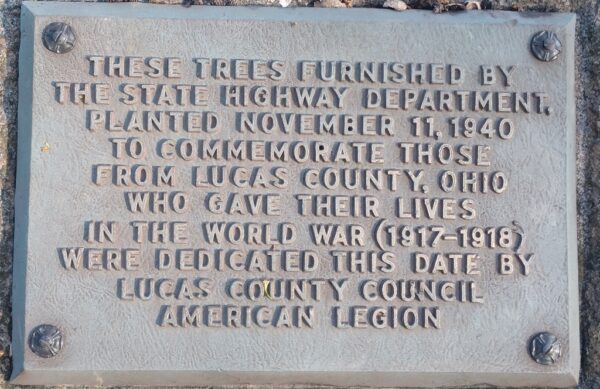 THESE TREES FURNISHED BY
THE STATE HIGHWAY DEPARTMENT,
PLANTED NOVEMBER 11, 1940
TO COMMEMORATE THOSE
FROM LUCAS COUNTY, OHIO
WHO GAVE THEIR LIVES
IN THE WORLD WAR (1917-1918)
WERE DEDICATED THIS DATE BY
LUCAS COUNTY COUNCIL
AMERICAN LEGION